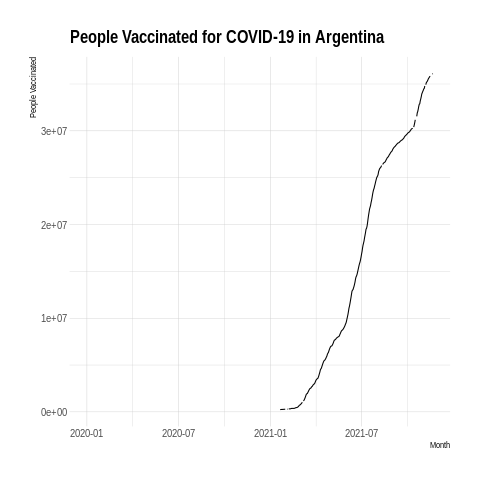 People Vaccinated for COVID-19 in Argentina
People Vaccinated
3e+07
2e+07
1e+07
0e+00
2020-01 2020-07 2021-01 2021-07
Month